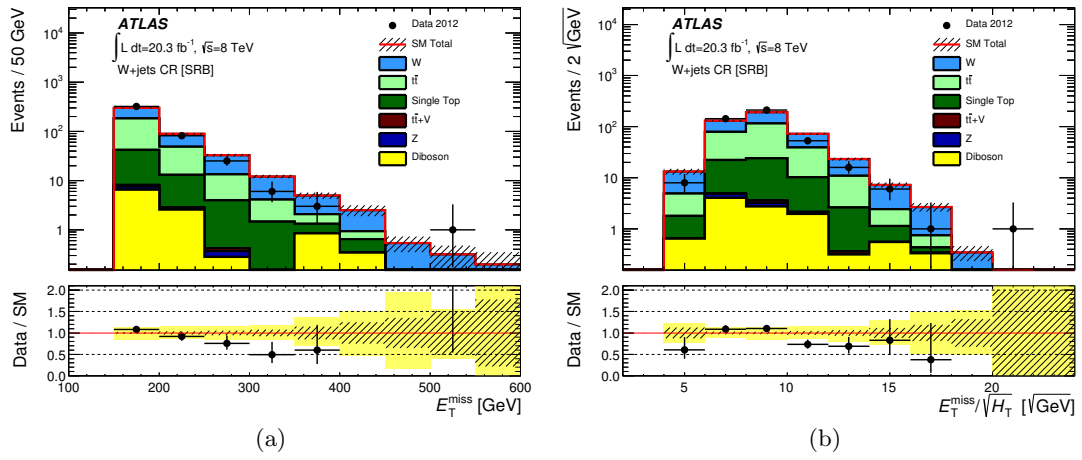 Events / 50 GeV
10⁴
10³
10²
10
1
ATLAS
∫ L dt=20.3 fb⁻¹, √s=8 TeV
W+jets CR [SRB]
Data 2012
SM Total
W
tt̄
Single Top
tt̄+V
Z
Diboson
Data / SM
2.0
1.5
1.0
0.5
0.0
100 200 300 400 500 600
E_T^miss [GeV]
(a)
Events / 2 √GeV
10⁴
10³
10²
10
1
ATLAS
∫ L dt=20.3 fb⁻¹, √s=8 TeV
W+jets CR [SRB]
Data 2012
SM Total
W
tt̄
Single Top
tt̄+V
Z
Diboson
Data / SM
2.0
1.5
1.0
0.5
0.0
5 10 15 20
E_T^miss/√H_T [√GeV]
(b)